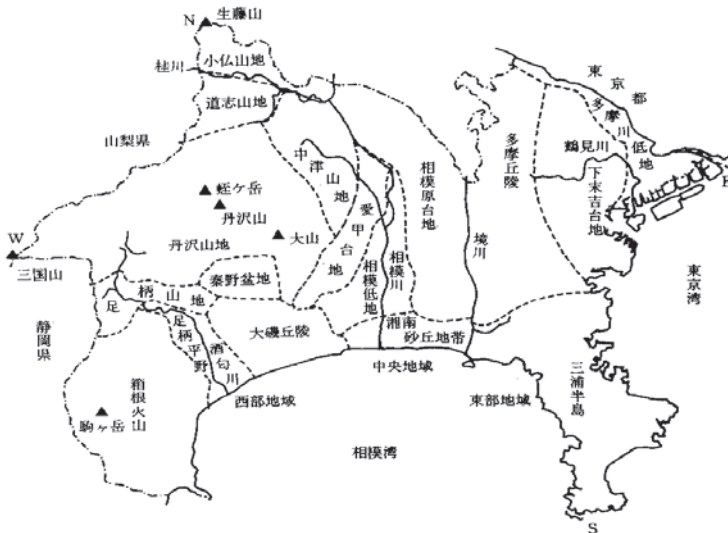 N
生藤山
小仏山地
桂川
道志山地
山梨県
中津山地
蛭ケ岳
丹沢山
大山
丹沢山地
W
三国山
愛甲台地
相模原台地
相模川
相模低地
境川
多摩丘陵
東京都
多摩川低地
鶴見川
下末吉台地
E
東京湾
秦野盆地
足柄山地
足柄平野
酒匂川
大磯丘陵
湘南
砂丘地帯
静岡県
箱根火山
駒ヶ岳
西部地域
中央地域
東部地域
三浦半島
相模湾
S